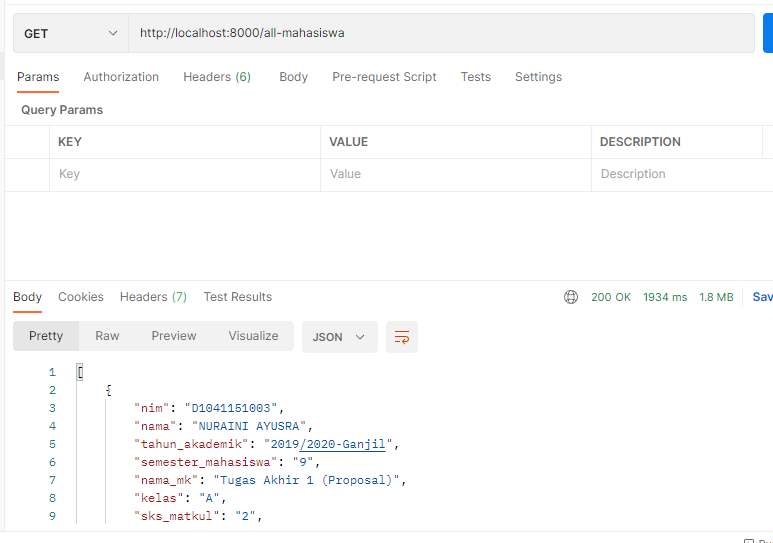 GET http://localhost:8000/all-mahasiswa
Params Authorization Headers (6) Body Pre-request Script Tests Settings
Query Params
KEY VALUE DESCRIPTION
Key Value Description
Body Cookies Headers (7) Test Results 200 OK 1934 ms 1.8 MB Sav
Pretty Raw Preview Visualize JSON
1 [
2 {
3 "nim": "D1041151003",
4 "nama": "NURAINI AYUSRA",
5 "tahun_akademik": "2019/2020-Ganjil",
6 "semester_mahasiswa": "9",
7 "nama_mk": "Tugas Akhir 1 (Proposal)",
8 "kelas": "A",
9 "sks_matkul": "2",